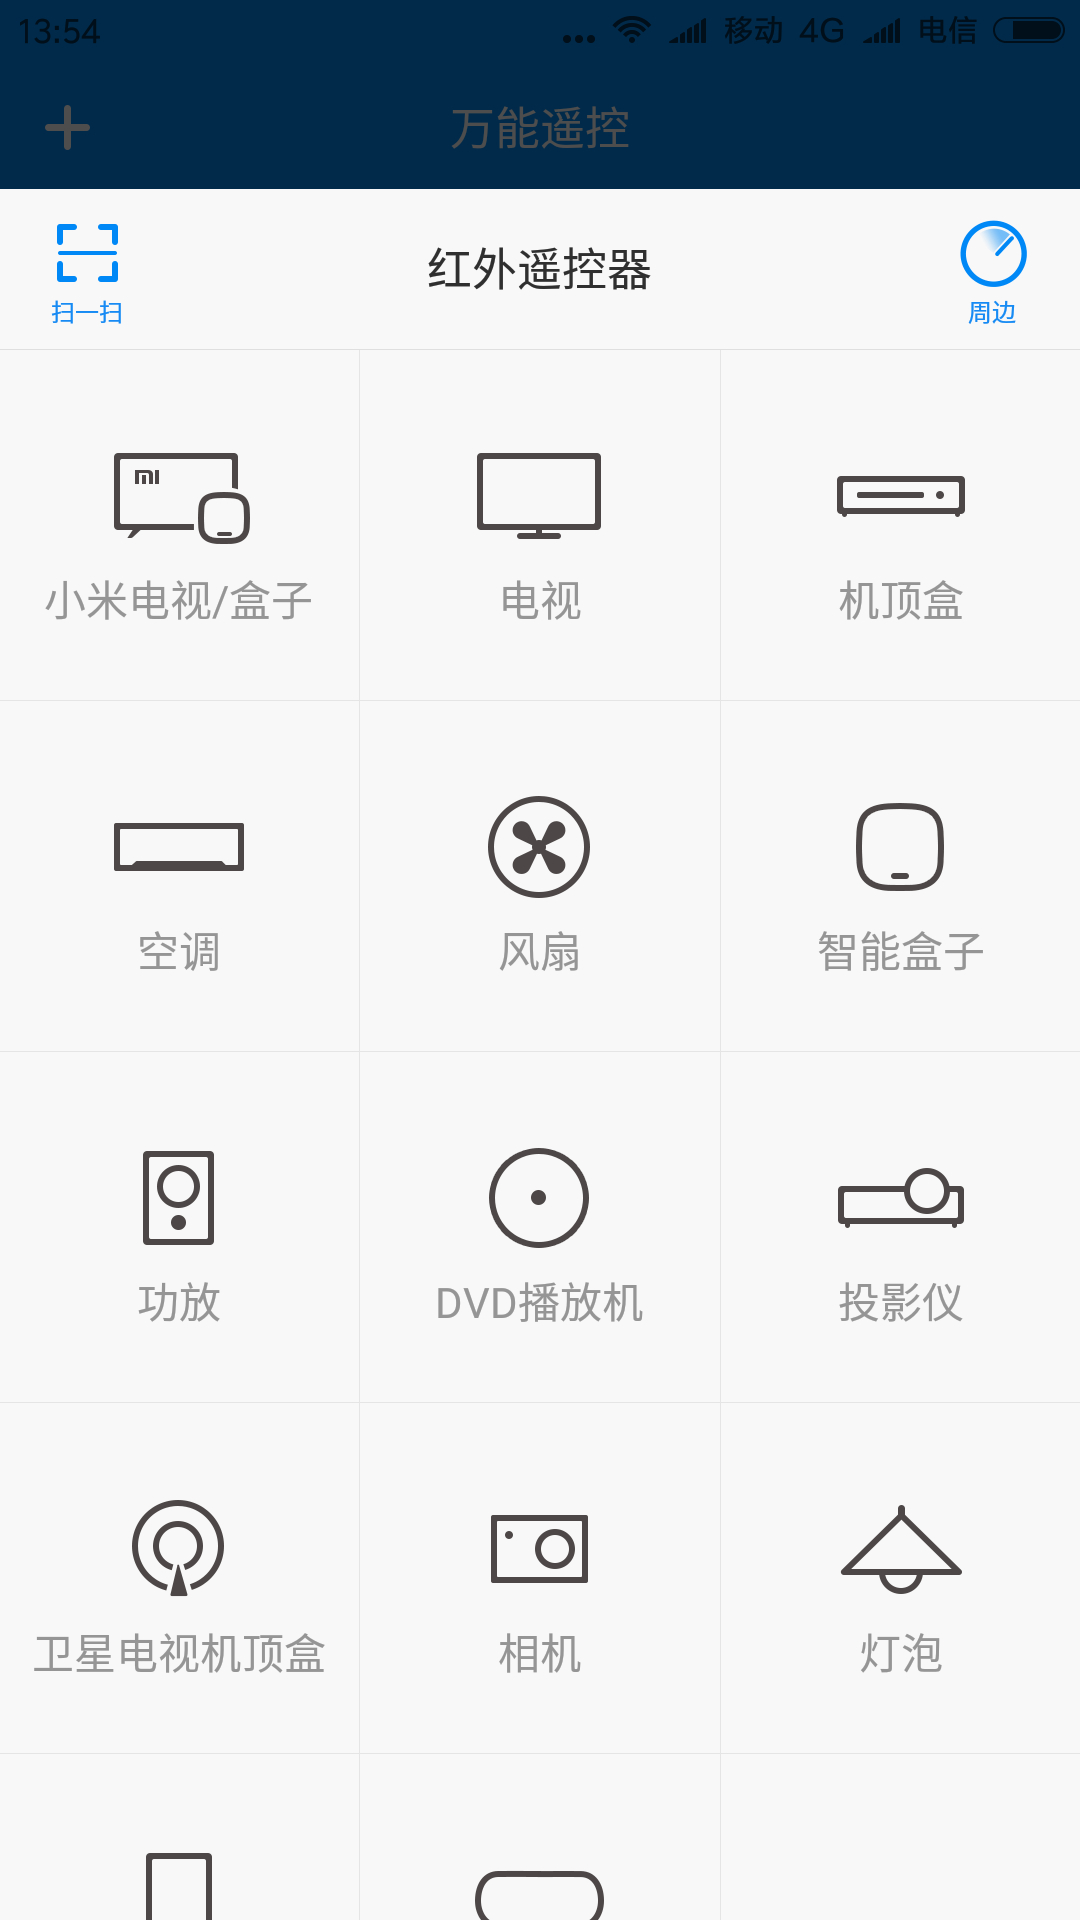 13:54 ... 移动 4G 电信
万能遥控
红外遥控器
扫一扫 周边
小米电视/盒子 电视 机顶盒
空调 风扇 智能盒子
功放 DVD播放机 投影仪
卫星电视机顶盒 相机 灯泡